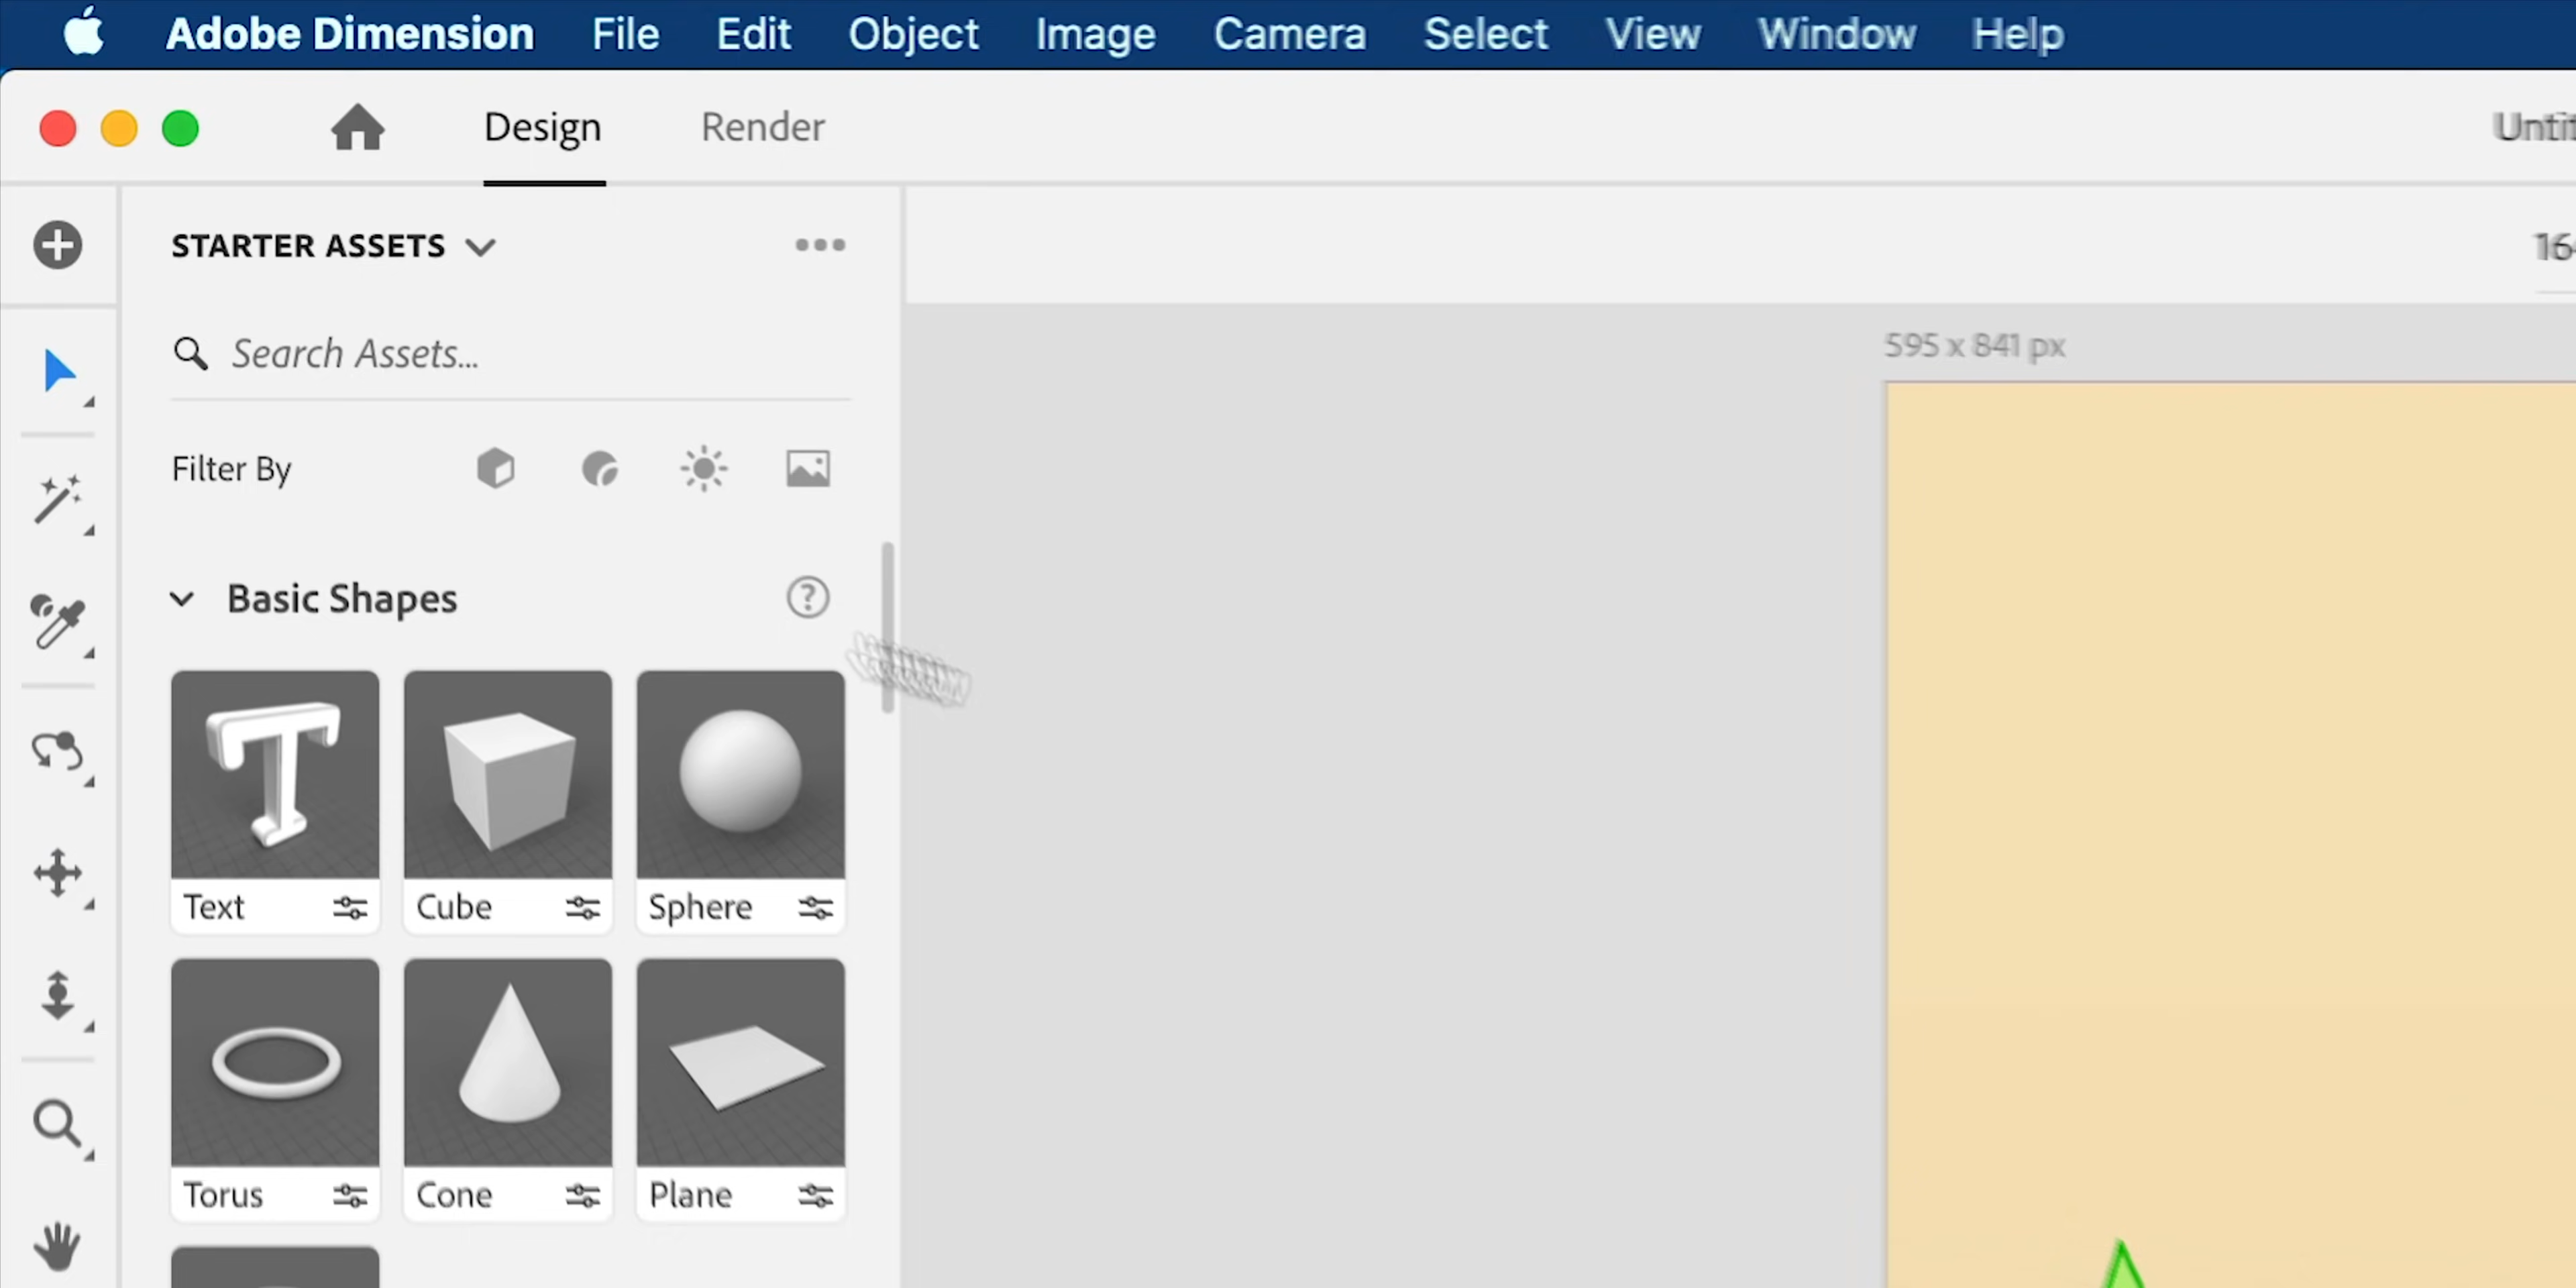 Adobe Dimension File Edit Object Image Camera Select View Window Help
Design Render
STARTER ASSETS
Search Assets...
595 x 841 px
Filter By
Basic Shapes
Text Cube Sphere
Torus Cone Plane